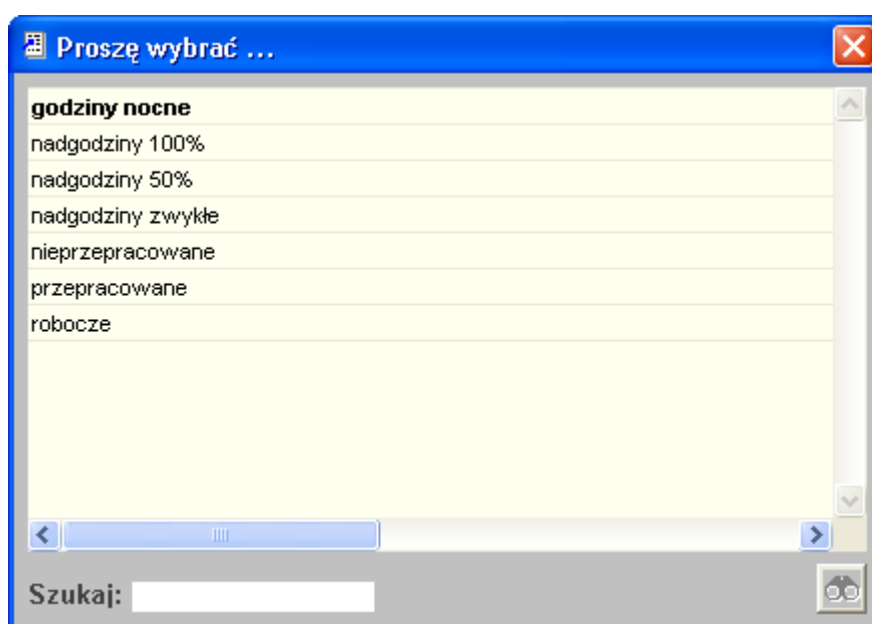 Proszę wybrać ...
godziny nocne
nadgodziny 100%
nadgodziny 50%
nadgodziny zwykłe
nieprzepracowane
przepracowane
robocze
Szukaj: